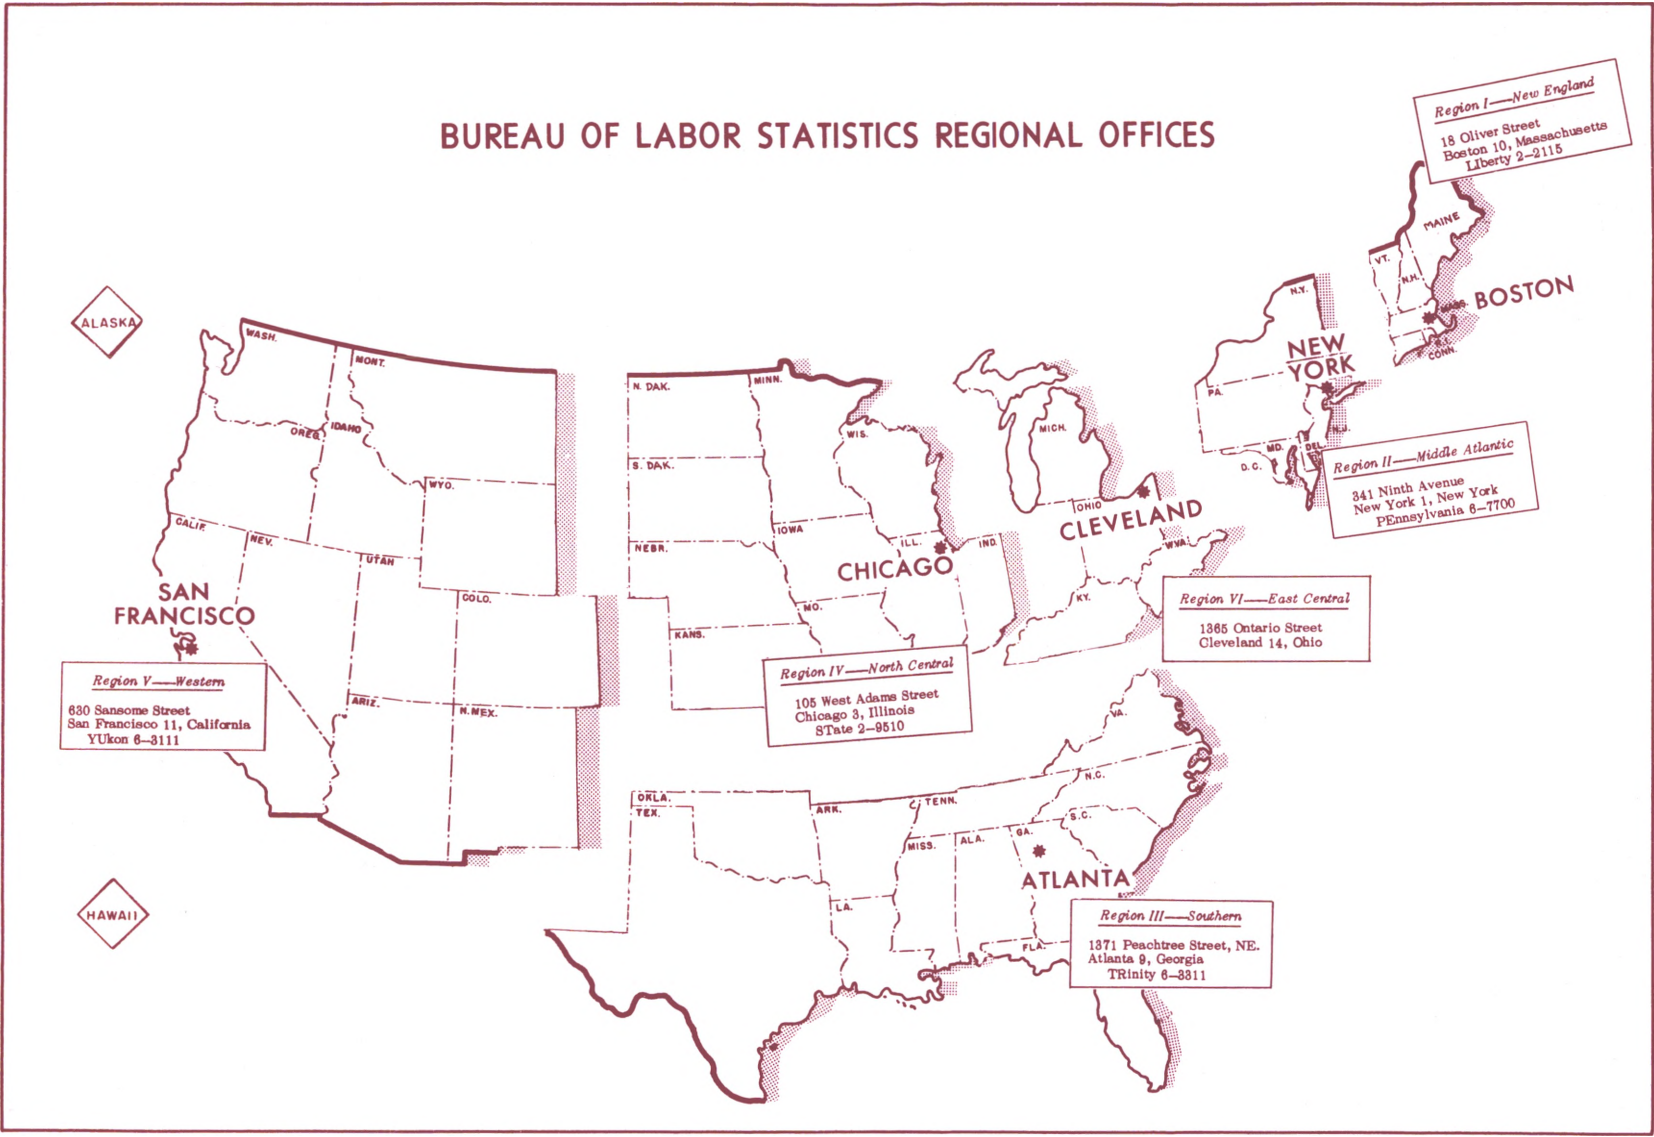 BUREAU OF LABOR STATISTICS REGIONAL OFFICES
Region I—New England
18 Oliver Street
Boston 10, Massachusetts
LIberty 2-2115
MAINE
VT.
N.H.
MASS.
BOSTON
R.I.
CONN.
N.Y.
NEW
YORK
PA.
N.J.
MD.
DEL.
D.C.
Region II—Middle Atlantic
341 Ninth Avenue
New York 1, New York
PEnnsylvania 6-7700
ALASKA
WASH.
MONT.
OREG.
IDAHO
WYO.
CALIF.
NEV.
UTAH
COLO.
SAN
FRANCISCO
ARIZ.
N.MEX.
Region V—Western
630 Sansome Street
San Francisco 11, California
YUkon 6-3111
N. DAK.
MINN.
WIS.
S. DAK.
IOWA
NEBR.
ILL.
IND.
CHICAGO
MO.
KANS.
Region IV—North Central
105 West Adams Street
Chicago 3, Illinois
STate 2-9510
MICH.
OHIO
CLEVELAND
W.VA.
KY.
Region VI—East Central
1365 Ontario Street
Cleveland 14, Ohio
VA.
N.C.
OKLA.
TEX.
ARK.
TENN.
S.C.
MISS.
ALA.
GA.
ATLANTA
LA.
FLA.
Region III—Southern
1371 Peachtree Street, NE.
Atlanta 9, Georgia
TRinity 6-3311
HAWAII